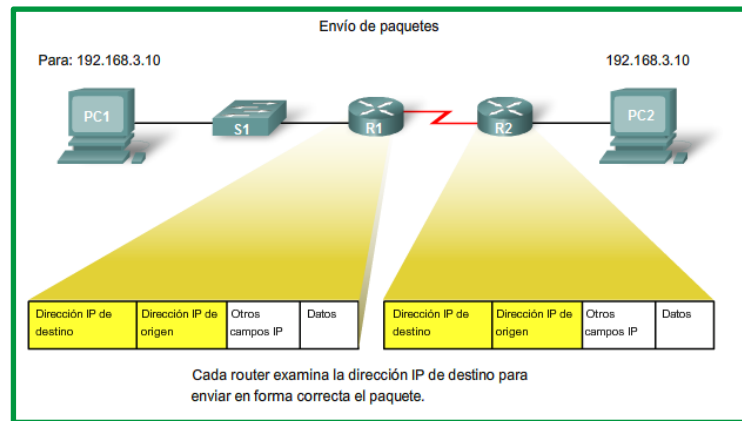 Envío de paquetes
Para: 192.168.3.10
192.168.3.10
PC1
S1
R1
R2
PC2
Dirección IP de destino
Dirección IP de origen
Otros campos IP
Datos
Dirección IP de destino
Dirección IP de origen
Otros campos IP
Datos
Cada router examina la dirección IP de destino para
enviar en forma correcta el paquete.